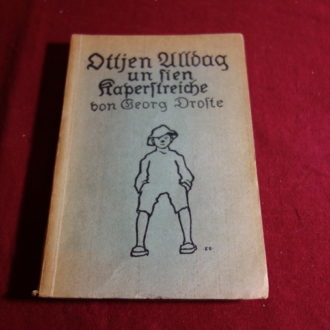 Ottjen Alldag
un sien
Kaperstreiche
von Georg Droste